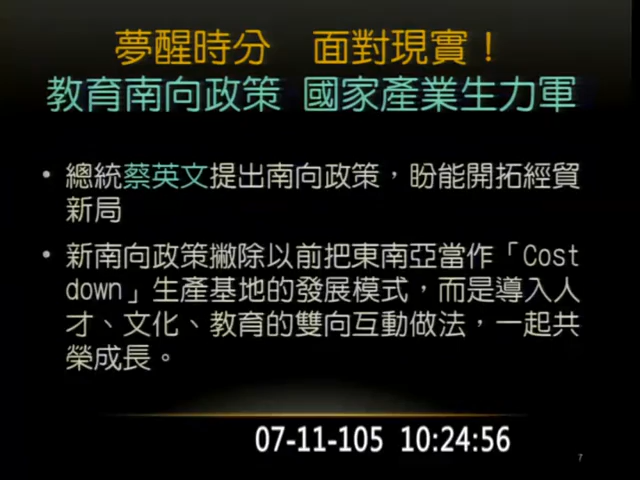 夢醒時分　面對現實！
教育南向政策 國家產業生力軍
• 總統蔡英文提出南向政策，盼能開拓經貿
新局
• 新南向政策撇除以前把東南亞當作「Cost
down」生產基地的發展模式，而是導入人
才、文化、教育的雙向互動做法，一起共
榮成長。
07-11-105 10:24:56
7